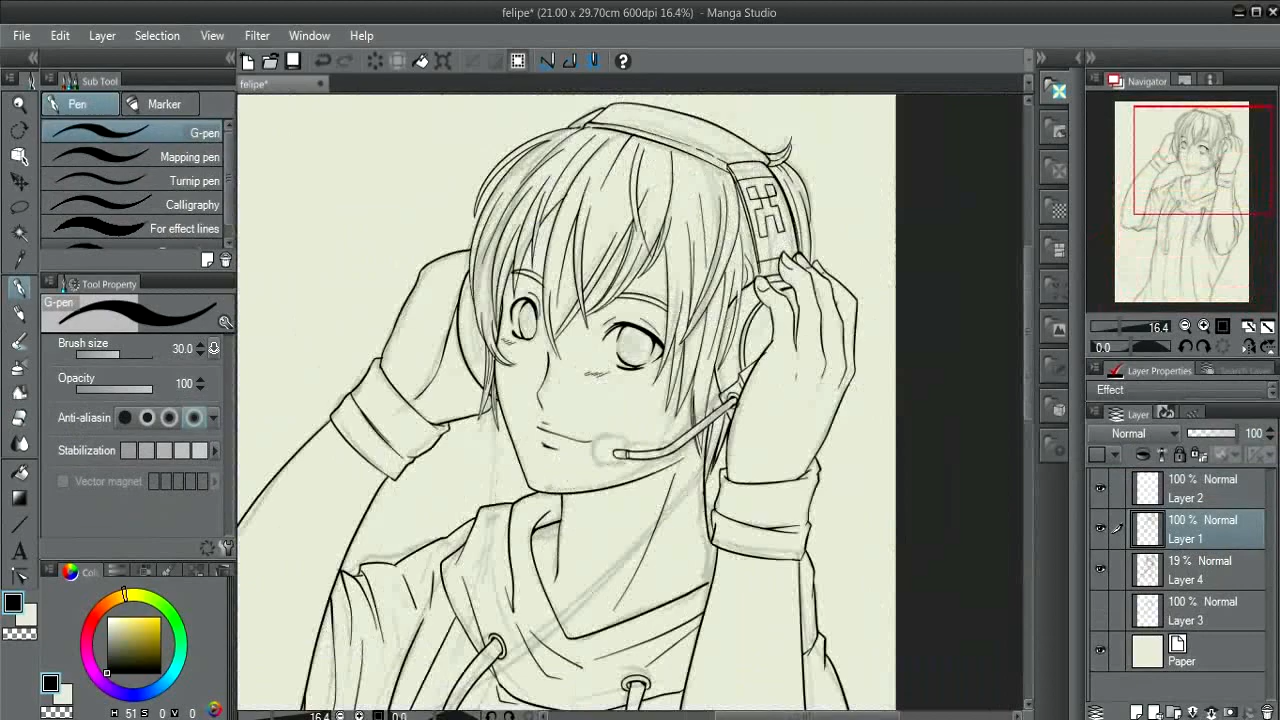 felipe* (21.00 x 29.70cm 600dpi 16.4%) - Manga Studio
File Edit Layer Selection View Filter Window Help
felipe*
Sub Tool
Pen
Marker
G-pen
Mapping pen
Turnip pen
Calligraphy
For effect lines
Tool Property
G-pen
Brush size 30.0
Opacity 100
Anti-aliasin
Stabilization
Vector magnet
Col
H 51 S 0 V 0
16.4 0.0
Navigator
16.4
0.0
Layer Properties Search Layer
Effect
Layer
Normal 100
100 % Normal
Layer 2
100 % Normal
Layer 1
19 % Normal
Layer 4
100 % Normal
Layer 3
Paper